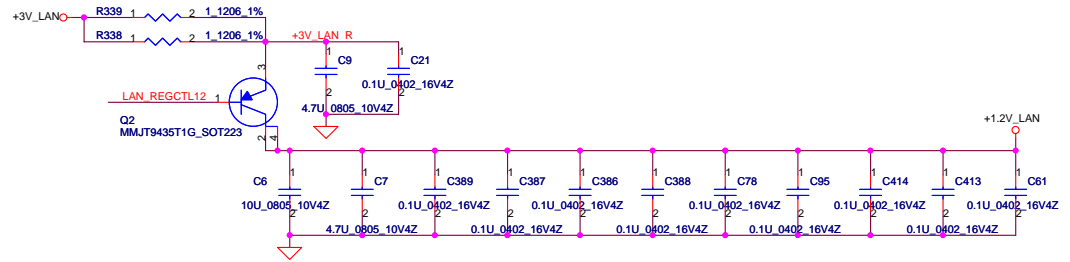 +3V_LAN
R339 1 2 1_1206_1%
R338 1 2 1_1206_1%
+3V_LAN_R
3
1 C9
1 C21
2
2
0.1U_0402_16V4Z
4.7U_0805_10V4Z
LAN_REGCTL12 1
Q2
MMJT9435T1G_SOT223
2 4
+1.2V_LAN
1 1 1 1 1 1 1 1 1 1 1
C6 C7 C389 C387 C386 C388 C78 C95 C414 C413 C61
2 2 2 2 2 2 2 2 2 2 2
10U_0805_10V4Z 0.1U_0402_16V4Z 0.1U_0402_16V4Z 0.1U_0402_16V4Z 0.1U_0402_16V4Z 0.1U_0402_16V4Z
4.7U_0805_10V4Z 0.1U_0402_16V4Z 0.1U_0402_16V4Z 0.1U_0402_16V4Z 0.1U_0402_16V4Z